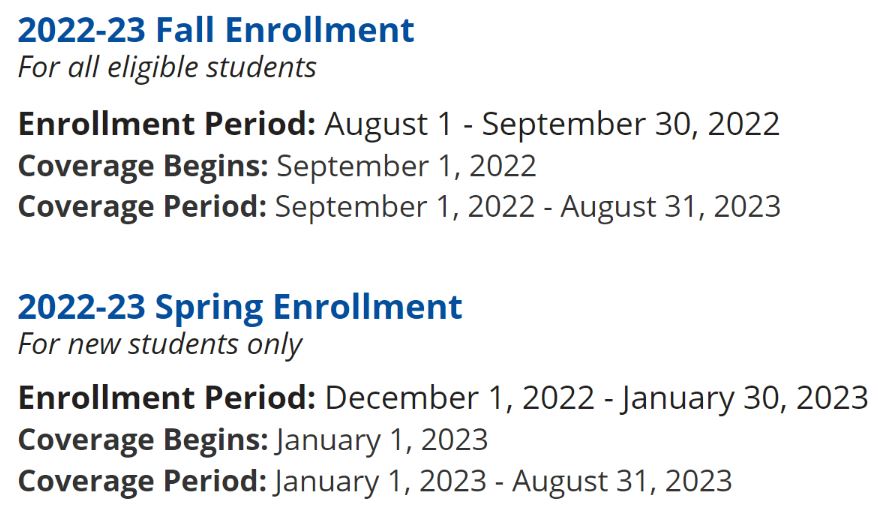 2022-23 Fall Enrollment
For all eligible students
Enrollment Period: August 1 - September 30, 2022
Coverage Begins: September 1, 2022
Coverage Period: September 1, 2022 - August 31, 2023
2022-23 Spring Enrollment
For new students only
Enrollment Period: December 1, 2022 - January 30, 2023
Coverage Begins: January 1, 2023
Coverage Period: January 1, 2023 - August 31, 2023